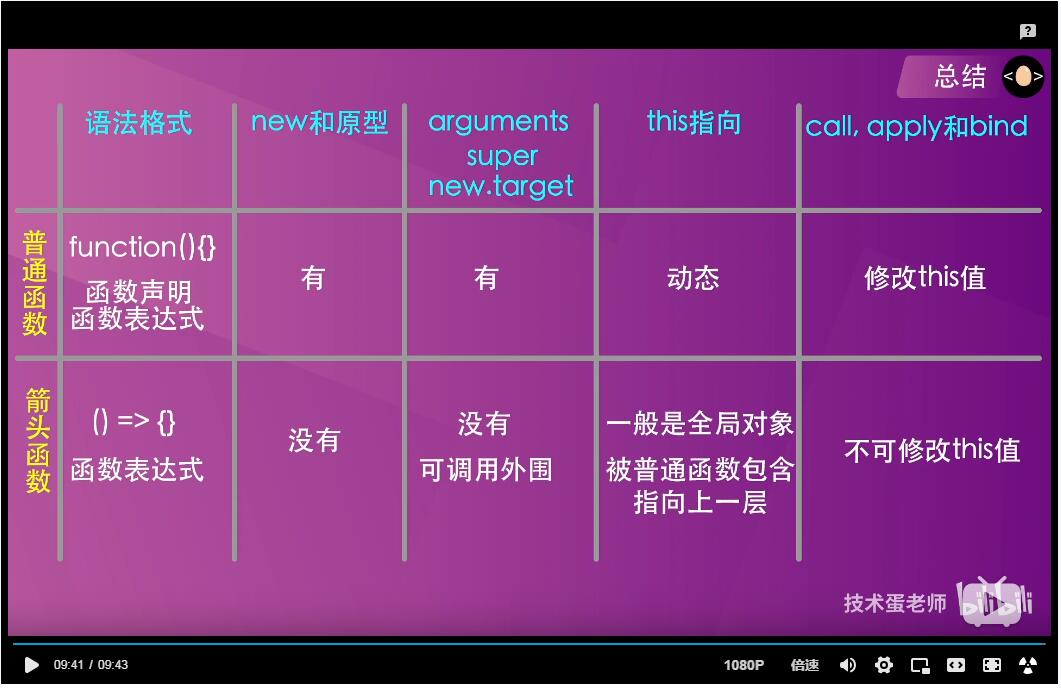 ?
总结
<>
语法格式
new和原型
arguments
super
new.target
this指向
call, apply和bind
普通函数
function(){}
函数声明
函数表达式
有
有
动态
修改this值
箭头函数
() => {}
函数表达式
没有
没有
可调用外围
一般是全局对象
被普通函数包含
指向上一层
不可修改this值
技术蛋老师
bilibili
09:41 / 09:43
1080P
倍速